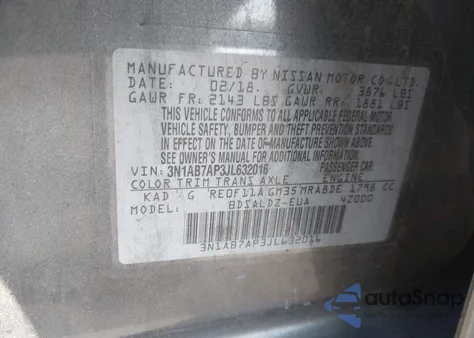 MANUFACTURED BY NISSAN MOTOR CO. LTD.
DATE: 02/18. GVWR: 3876 LBS
GAWR FR: 2143 LBS GAWR RR: 1881 LBS
THIS VEHICLE CONFORMS TO ALL APPLICABLE FEDERAL MOTOR
VEHICLE SAFETY, BUMPER AND THEFT PREVENTION STANDARDS
IN EFFECT ON THE DATE OF MANUFACTURE SHOWN ABOVE.
SEE OWNER'S MANUAL FOR ADDITIONAL INFORMATION
VIN: 3N1AB7AP3JL632016 PASSENGER CAR
COLOR TRIM TRANS AXLE ENGINE
KAD G RE0F11A GM35 MRA8DE 1798 CC
MODEL: BDSALDZ-EUA 42000
3N1AB7AP3JL632016
autoSnap